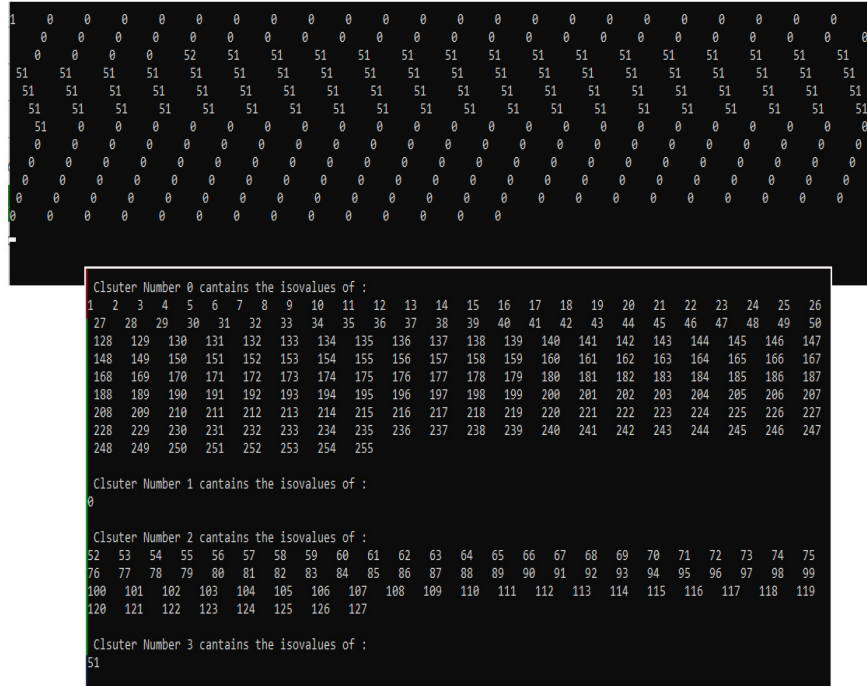 1 0 0 0 0 0 0 0 0 0 0 0 0 0 0 0 0 0 0 0 0 0 0
0 0 0 0 0 0 0 0 0 0 0 0 0 0 0 0 0 0 0 0 0 0 0 0
0 0 0 0 52 51 51 51 51 51 51 51 51 51 51 51 51 51 51 51
51 51 51 51 51 51 51 51 51 51 51 51 51 51 51 51 51 51 51 51
51 51 51 51 51 51 51 51 51 51 51 51 51 51 51 51 51 51 51 51
51 51 51 51 51 51 51 51 51 51 51 51 51 51 51 51 51 51 51 51
51 0 0 0 0 0 0 0 0 0 0 0 0 0 0 0 0 0 0 0 0 0 0
0 0 0 0 0 0 0 0 0 0 0 0 0 0 0 0 0 0 0 0 0 0 0
0 0 0 0 0 0 0 0 0 0 0 0 0 0 0 0 0 0 0 0 0 0 0
0 0 0 0 0 0 0 0 0 0 0 0 0 0 0 0 0 0 0 0 0 0 0
0 0 0 0 0 0 0 0 0 0 0 0 0 0 0 0 0 0 0 0 0 0 0
0 0 0 0 0 0 0 0 0 0 0 0 0 0
Clsuter Number 0 cantains the isovalues of :
1 2 3 4 5 6 7 8 9 10 11 12 13 14 15 16 17 18 19 20 21 22 23 24 25 26
27 28 29 30 31 32 33 34 35 36 37 38 39 40 41 42 43 44 45 46 47 48 49 50
128 129 130 131 132 133 134 135 136 137 138 139 140 141 142 143 144 145 146 147
148 149 150 151 152 153 154 155 156 157 158 159 160 161 162 163 164 165 166 167
168 169 170 171 172 173 174 175 176 177 178 179 180 181 182 183 184 185 186 187
188 189 190 191 192 193 194 195 196 197 198 199 200 201 202 203 204 205 206 207
208 209 210 211 212 213 214 215 216 217 218 219 220 221 222 223 224 225 226 227
228 229 230 231 232 233 234 235 236 237 238 239 240 241 242 243 244 245 246 247
248 249 250 251 252 253 254 255
Clsuter Number 1 cantains the isovalues of :
0
Clsuter Number 2 cantains the isovalues of :
52 53 54 55 56 57 58 59 60 61 62 63 64 65 66 67 68 69 70 71 72 73 74 75
76 77 78 79 80 81 82 83 84 85 86 87 88 89 90 91 92 93 94 95 96 97 98 99
100 101 102 103 104 105 106 107 108 109 110 111 112 113 114 115 116 117 118 119
120 121 122 123 124 125 126 127
Clsuter Number 3 cantains the isovalues of :
51